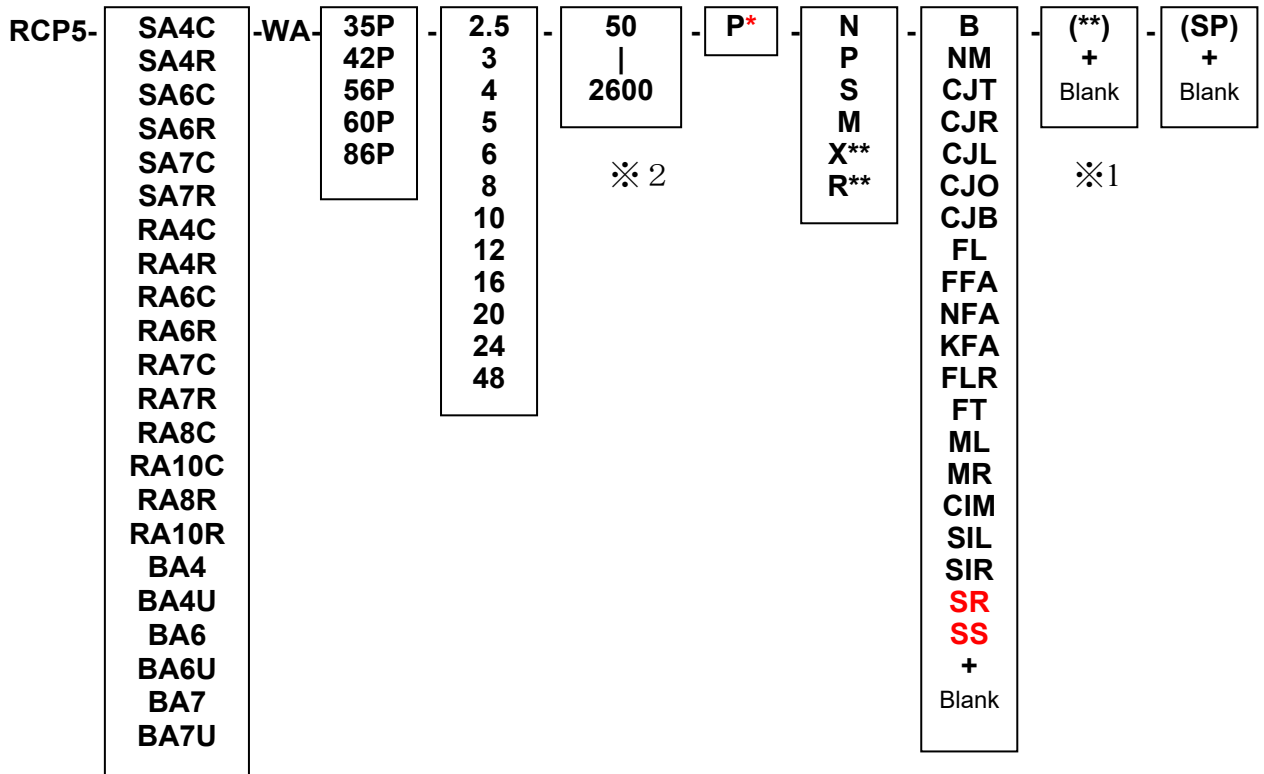 RCP5- SA4C -WA- 35P - 2.5 - 50 - P* - N - B - (**) - (SP)
SA4R 42P 3 | P NM + +
SA6C 56P 4 2600 S CJT Blank Blank
SA6R 60P 5 M CJR
SA7C 86P 6 ※2 X** CJL ※1
SA7R 8 R** CJO
RA4C 10 CJB
RA4R 12 FL
RA6C 16 FFA
RA6R 20 NFA
RA7C 24 KFA
RA7R 48 FLR
RA8C FT
RA10C ML
RA8R MR
RA10R CIM
BA4 SIL
BA4U SIR
BA6 SR
BA6U SS
BA7 +
BA7U Blank